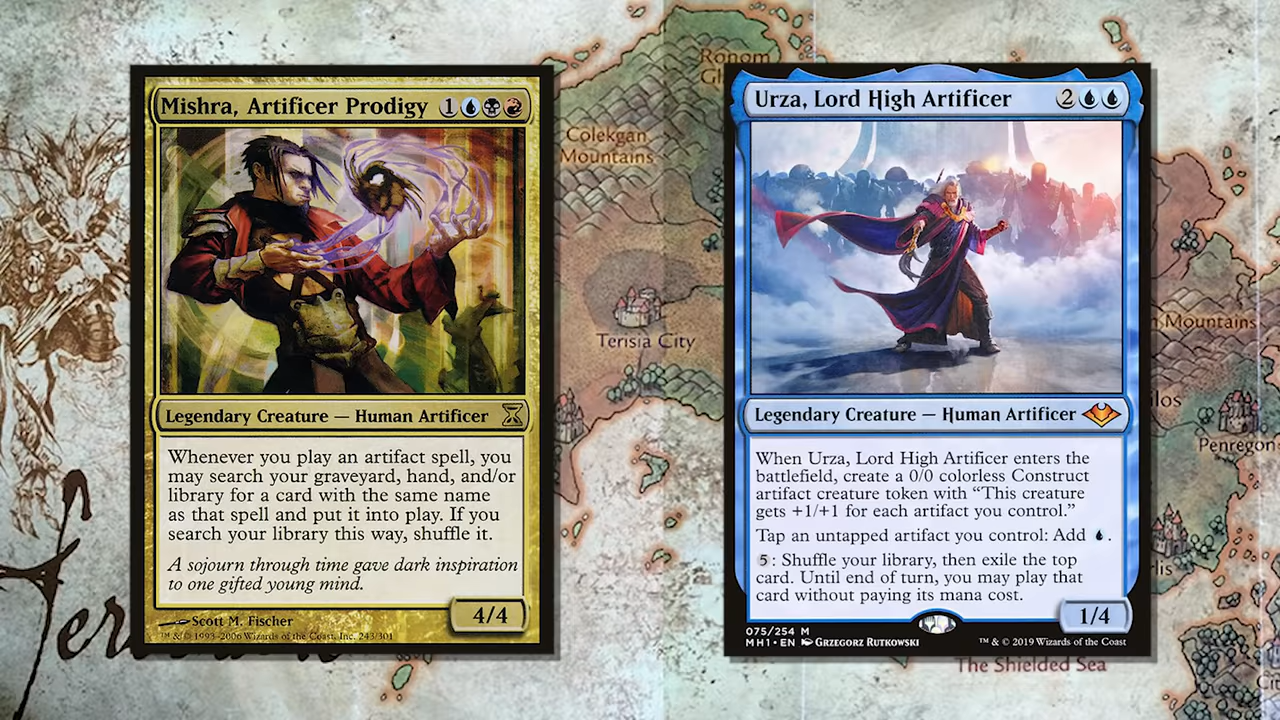 Ronom
Gl
Colekgan
Mountains
Terisia City
Mishra, Artificer Prodigy 1
Legendary Creature — Human Artificer
Whenever you play an artifact spell, you
may search your graveyard, hand, and/or
library for a card with the same name
as that spell and put it into play. If you
search your library this way, shuffle it.
A sojourn through time gave dark inspiration
to one gifted young mind.
4/4
Scott M. Fischer
™ & © 1993-2006 Wizards of the Coast, Inc. 243/301
Urza, Lord High Artificer 2
Legendary Creature — Human Artificer
When Urza, Lord High Artificer enters the
battlefield, create a 0/0 colorless Construct
artifact creature token with “This creature
gets +1/+1 for each artifact you control.”
Tap an untapped artifact you control: Add .
5: Shuffle your library, then exile the top
card. Until end of turn, you may play that
card without paying its mana cost.
1/4
075/254 M
MH1 • EN Grzegorz Rutkowski
™ & © 2019 Wizards of the Coast
Mountains
Penregon
The Shielded Sea